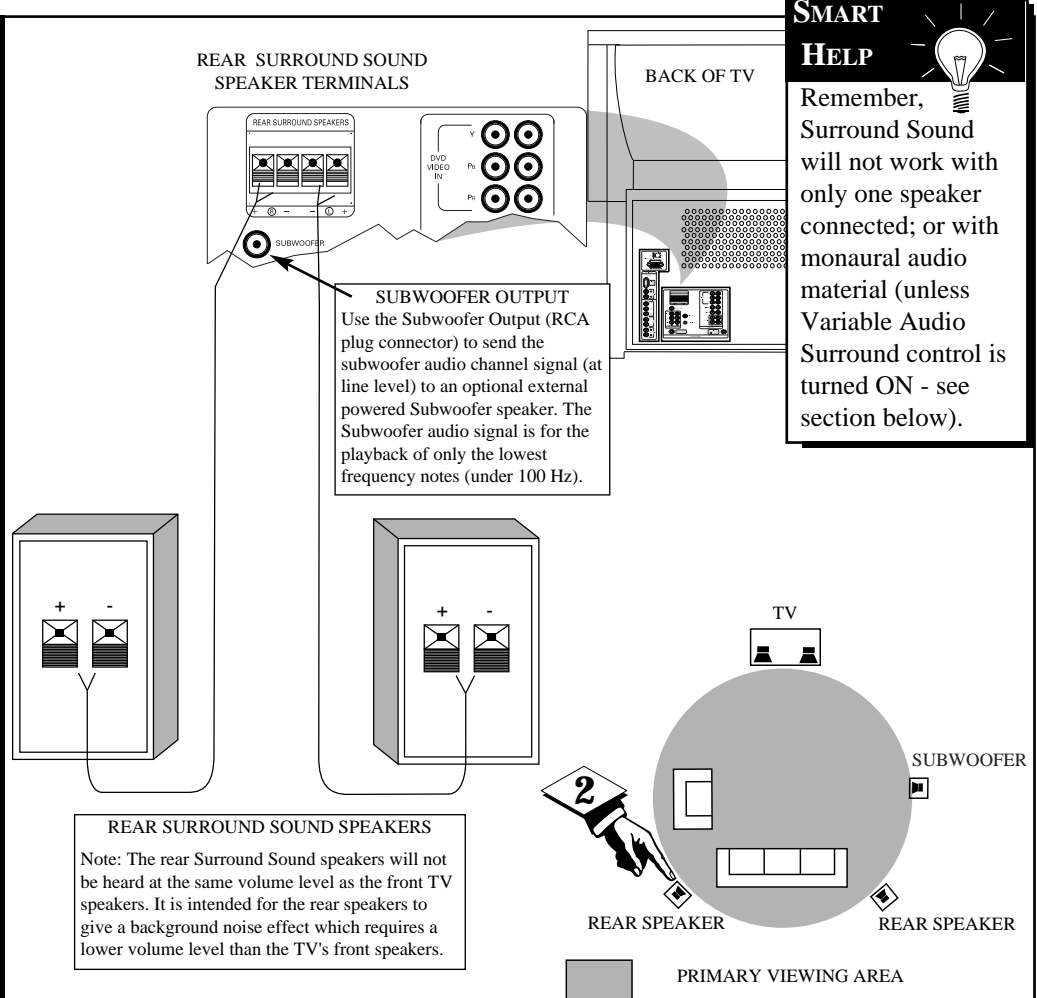 SMART
HELP
Remember,
Surround Sound
will not work with
only one speaker
connected; or with
monaural audio
material (unless
Variable Audio
Surround control is
turned ON - see
section below).
REAR SURROUND SOUND
SPEAKER TERMINALS
BACK OF TV
REAR SURROUND SPEAKERS
+ R - - L +
DVD
VIDEO
IN
Y
PB
PR
SUBWOOFER
SUBWOOFER OUTPUT
Use the Subwoofer Output (RCA
plug connector) to send the
subwoofer audio channel signal (at
line level) to an optional external
powered Subwoofer speaker. The
Subwoofer audio signal is for the
playback of only the lowest
frequency notes (under 100 Hz).
+ -
+ -
REAR SURROUND SOUND SPEAKERS
Note: The rear Surround Sound speakers will not
be heard at the same volume level as the front TV
speakers. It is intended for the rear speakers to
give a background noise effect which requires a
lower volume level than the TV's front speakers.
TV
SUBWOOFER
2
REAR SPEAKER
REAR SPEAKER
PRIMARY VIEWING AREA